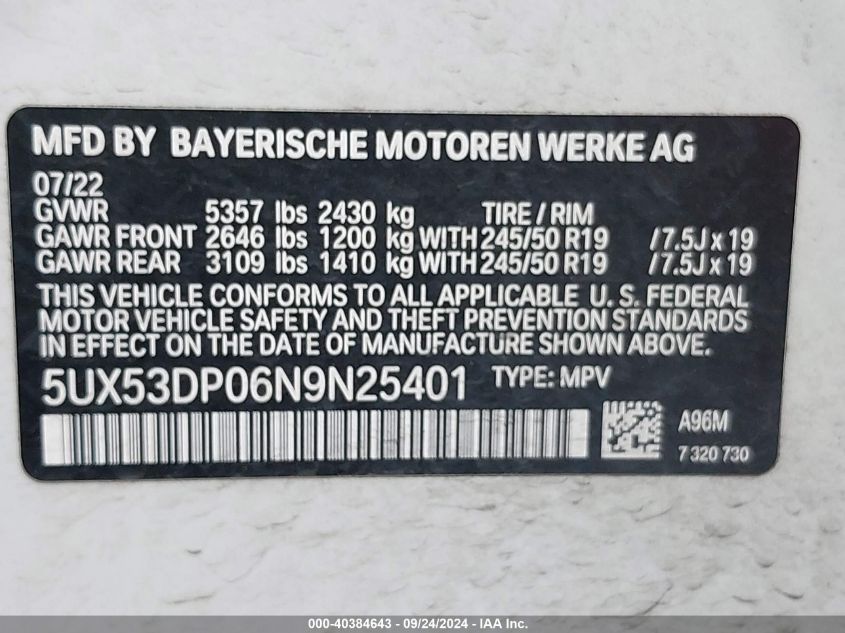 MFD BY BAYERISCHE MOTOREN WERKE AG
07/22
GVWR 5357 lbs 2430 kg TIRE / RIM
GAWR FRONT 2646 lbs 1200 kg WITH 245/50 R19 /7.5J x 19
GAWR REAR 3109 lbs 1410 kg WITH 245/50 R19 /7.5J x 19
THIS VEHICLE CONFORMS TO ALL APPLICABLE U. S. FEDERAL
MOTOR VEHICLE SAFETY AND THEFT PREVENTION STANDARDS
IN EFFECT ON THE DATE OF MANUFACTURE SHOWN ABOVE.
5UX53DP06N9N25401 TYPE: MPV
A96M
7 320 730
000-40384643 - 09/24/2024 - IAA Inc.